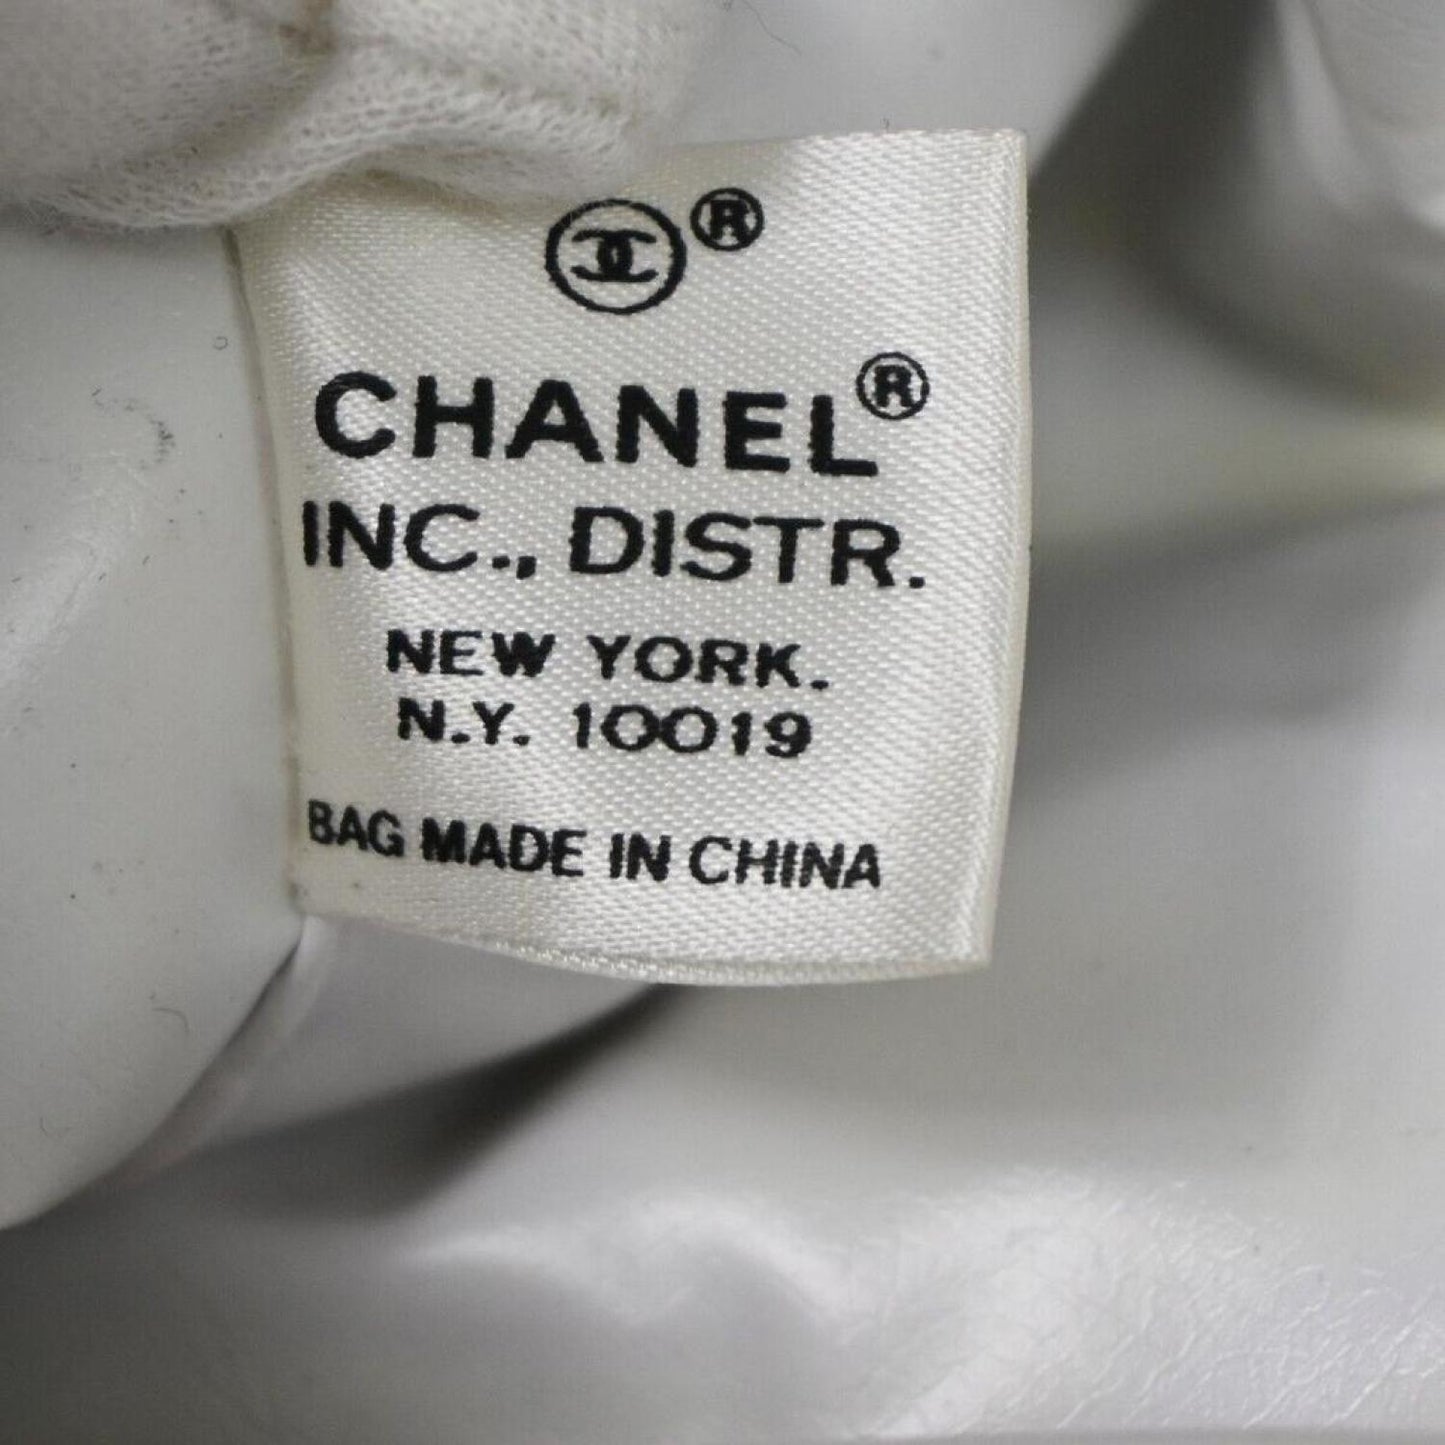 ®
CHANEL®
INC., DISTR.
NEW YORK.
N.Y. 10019
BAG MADE IN CHINA